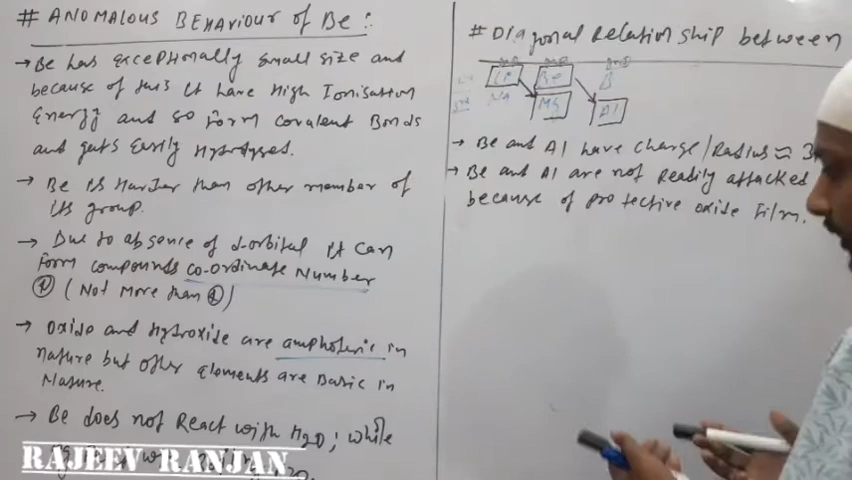 # ANOMALOUS BEHAVIOUR of Be :
→ Be has exceptionally small size and
because of this it have High Ionisation
Energy and so form covalent Bonds
and gets Easily Hydrolysed.
→ Be is Harder than other member of
its group.
→ Due to absence of d-orbital it can
form compounds co-ordinate Number
④ (Not more than ④)
→ Oxide and Hydroxide are amphoteric in
nature but other elements are Basic in
Nature.
→ Be does not React with H2O; while
RAJEEV RANJAN
# Diagonal Relation ship between
Li Be B
Na Mg Al
→ Be and Al have charge/Radius ≈
→ Be and Al are not Readily attacked
because of protective oxide Film.